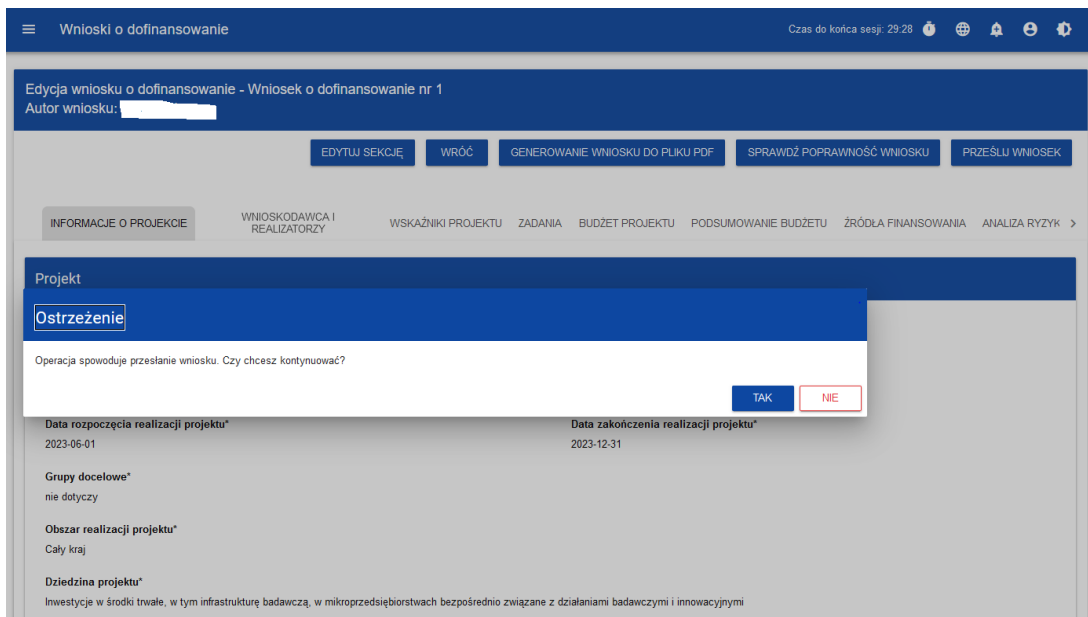 Wnioski o dofinansowanie
Czas do końca sesji: 29:28
Edycja wniosku o dofinansowanie - Wniosek o dofinansowanie nr 1
Autor wniosku:
EDYTUJ SEKCJĘ
WRÓĆ
GENEROWANIE WNIOSKU DO PLIKU PDF
SPRAWDŹ POPRAWNOŚĆ WNIOSKU
PRZEŚLIJ WNIOSEK
INFORMACJE O PROJEKCIE
WNIOSKODAWCA I
REALIZATORZY
WSKAŹNIKI PROJEKTU
ZADANIA
BUDŻET PROJEKTU
PODSUMOWANIE BUDŻETU
ŹRÓDŁA FINANSOWANIA
ANALIZA RYZYK
Projekt
Ostrzeżenie
Operacja spowoduje przesłanie wniosku. Czy chcesz kontynuować?
TAK
NIE
Data rozpoczęcia realizacji projektu*
Data zakończenia realizacji projektu*
2023-06-01
2023-12-31
Grupy docelowe*
nie dotyczy
Obszar realizacji projektu*
Cały kraj
Dziedzina projektu*
Inwestycje w środki trwałe, w tym infrastrukturę badawczą, w mikroprzedsiębiorstwach bezpośrednio związane z działaniami badawczymi i innowacyjnymi